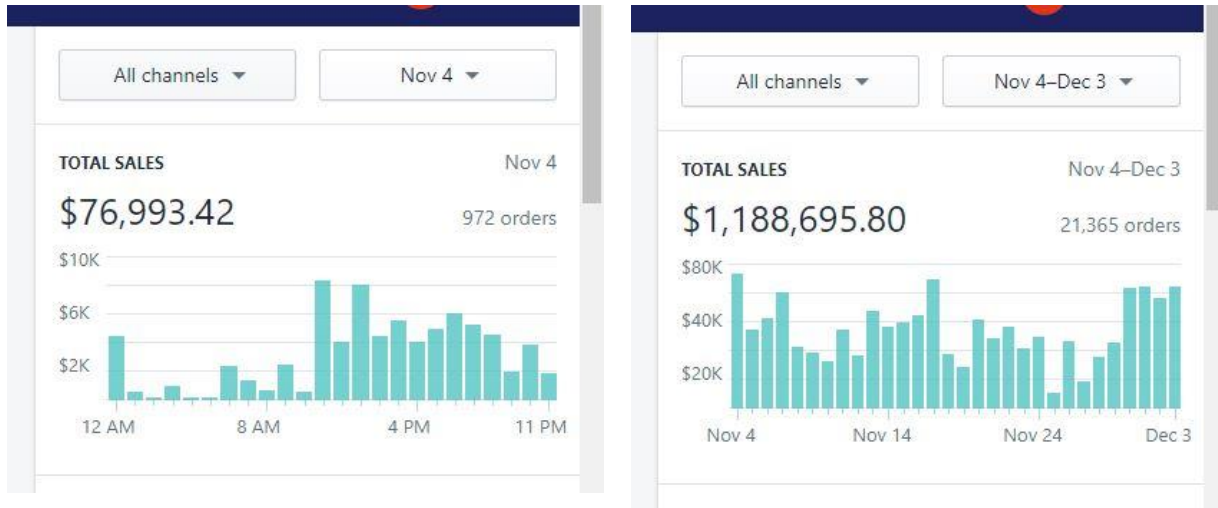 All channels
Nov 4
TOTAL SALES
Nov 4
$76,993.42
972 orders
$10K
$6K
$2K
12 AM
8 AM
4 PM
11 PM
All channels
Nov 4–Dec 3
TOTAL SALES
Nov 4–Dec 3
$1,188,695.80
21,365 orders
$80K
$40K
$20K
Nov 4
Nov 14
Nov 24
Dec 3